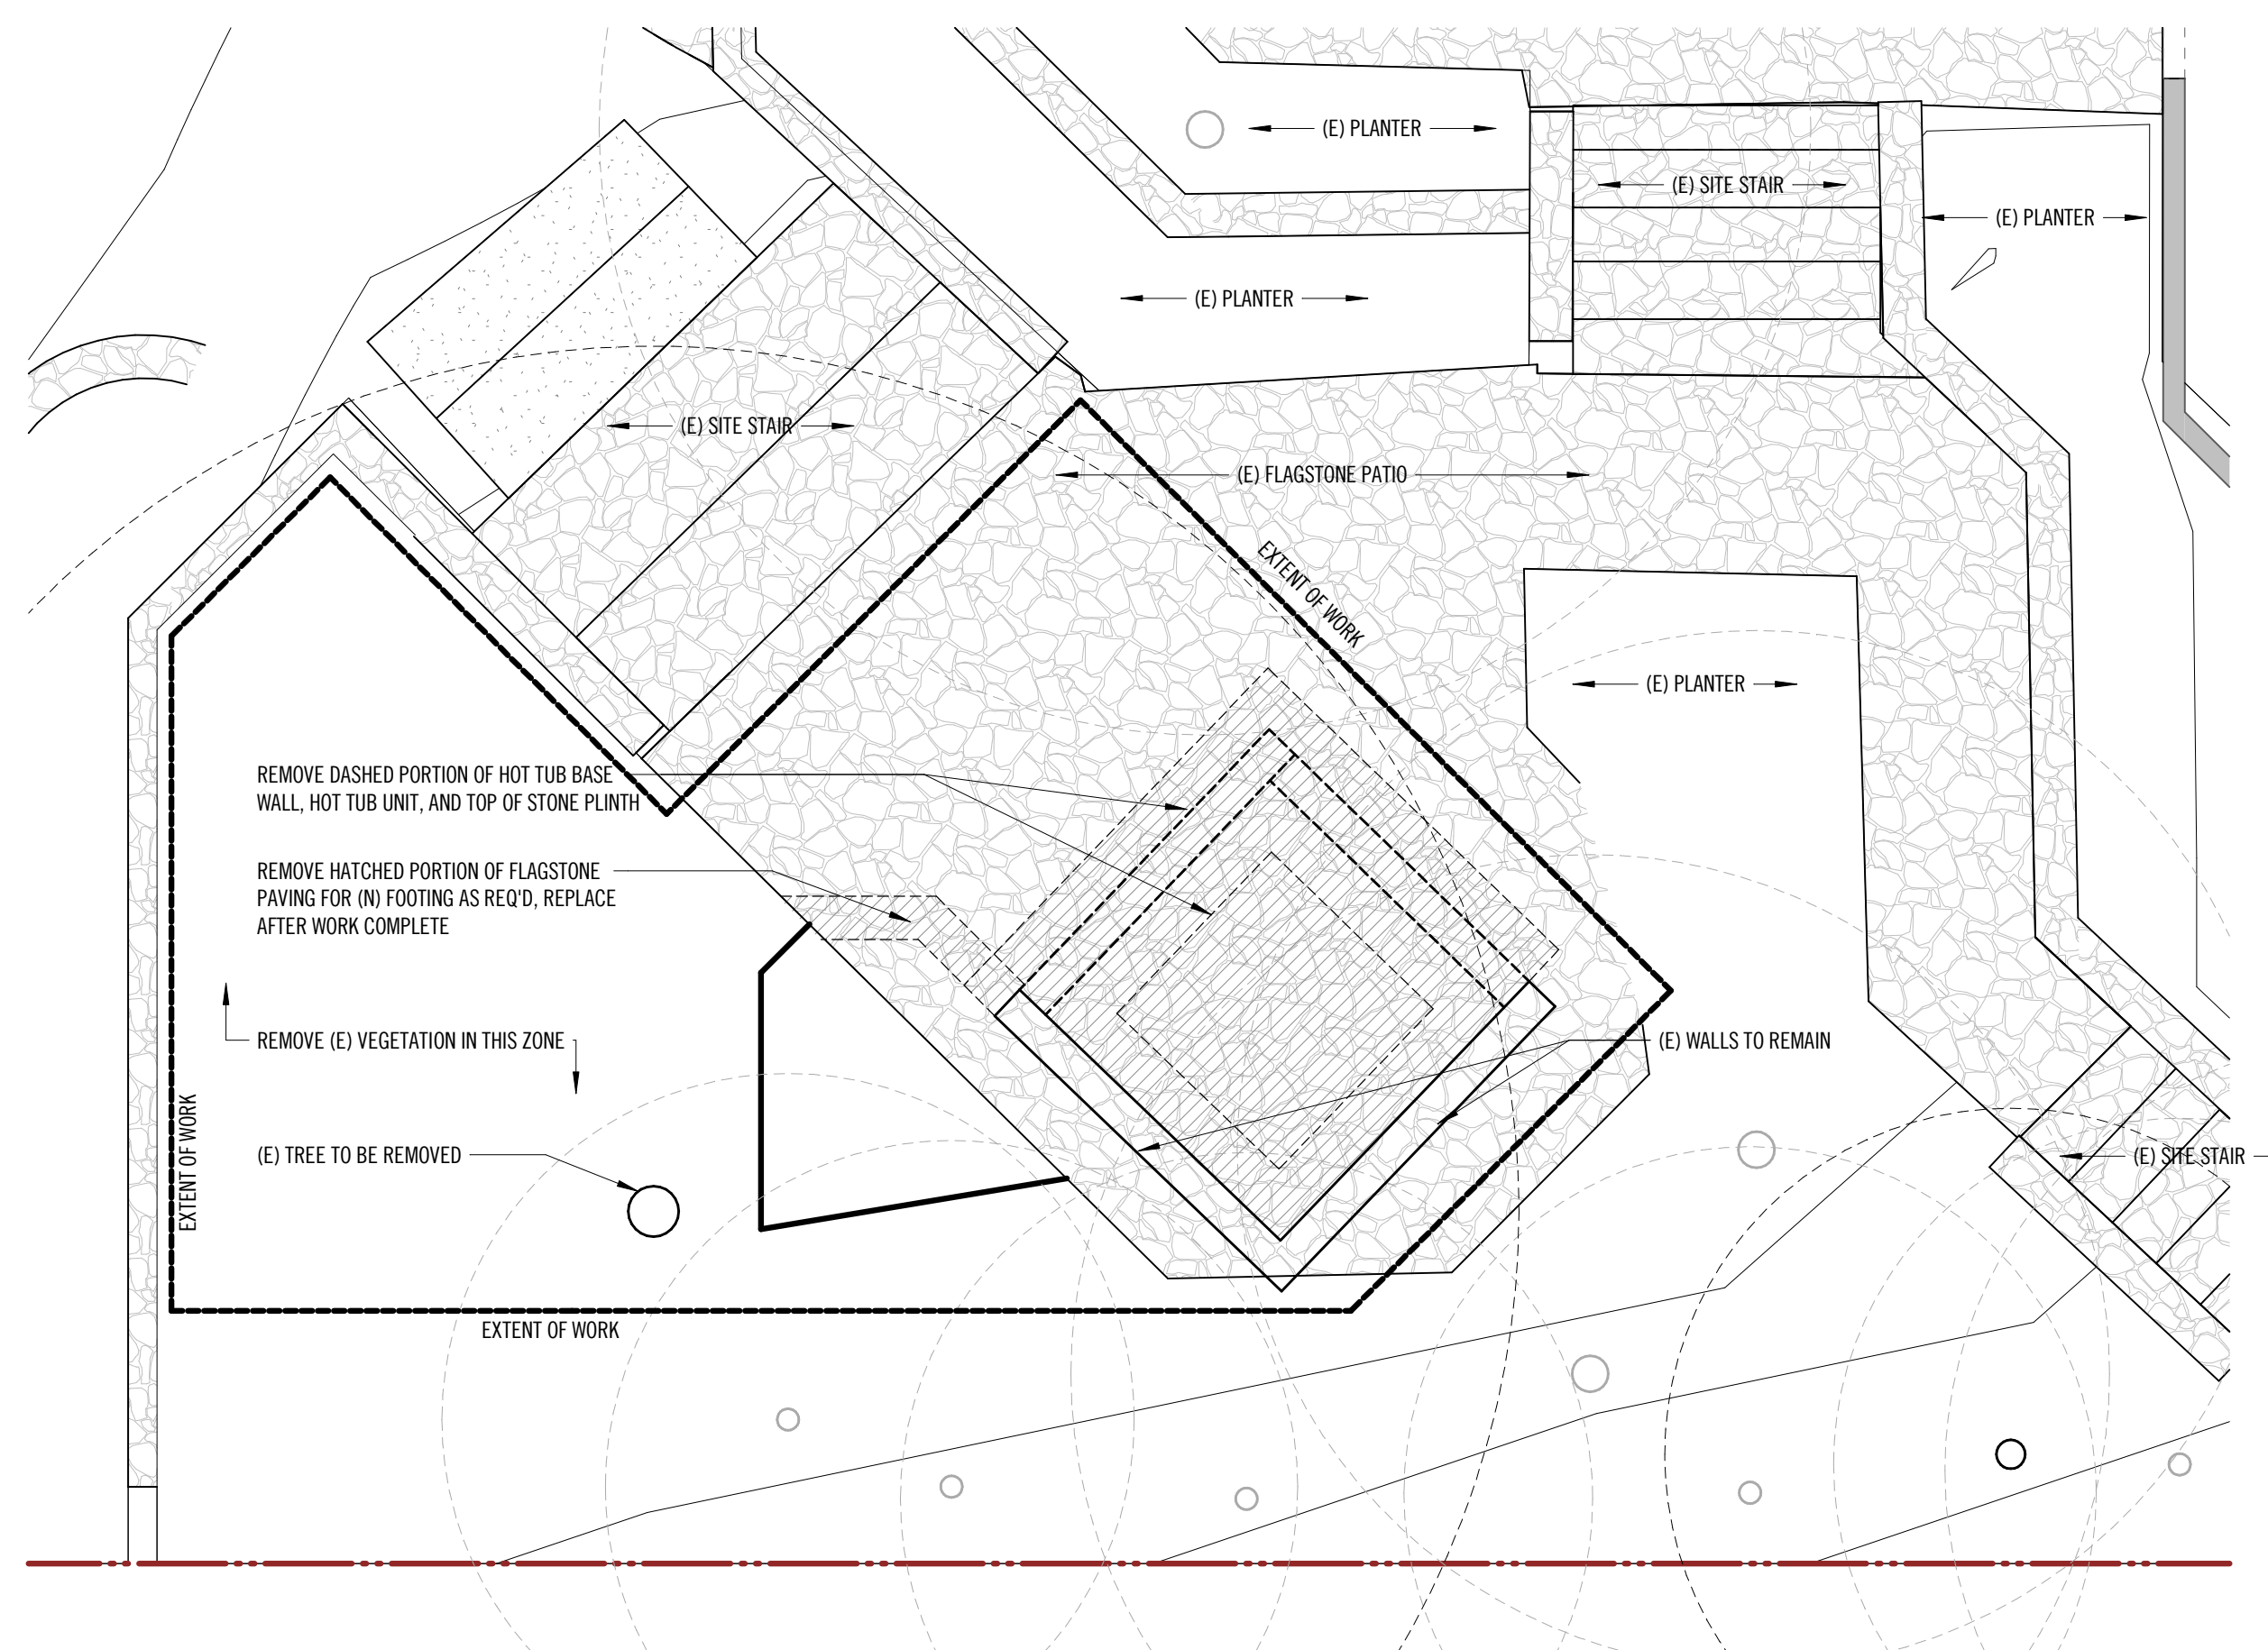 (E) PLANTER
(E) SITE STAIR
(E) PLANTER
(E) PLANTER
(E) SITE STAIR
(E) FLAGSTONE PATIO
EXTENT OF WORK
(E) PLANTER
REMOVE DASHED PORTION OF HOT TUB BASE
WALL, HOT TUB UNIT, AND TOP OF STONE PLINTH
REMOVE HATCHED PORTION OF FLAGSTONE
PAVING FOR (N) FOOTING AS REQ'D, REPLACE
AFTER WORK COMPLETE
REMOVE (E) VEGETATION IN THIS ZONE
(E) WALLS TO REMAIN
EXTENT OF WORK
(E) TREE TO BE REMOVED
(E) SITE STAIR
EXTENT OF WORK